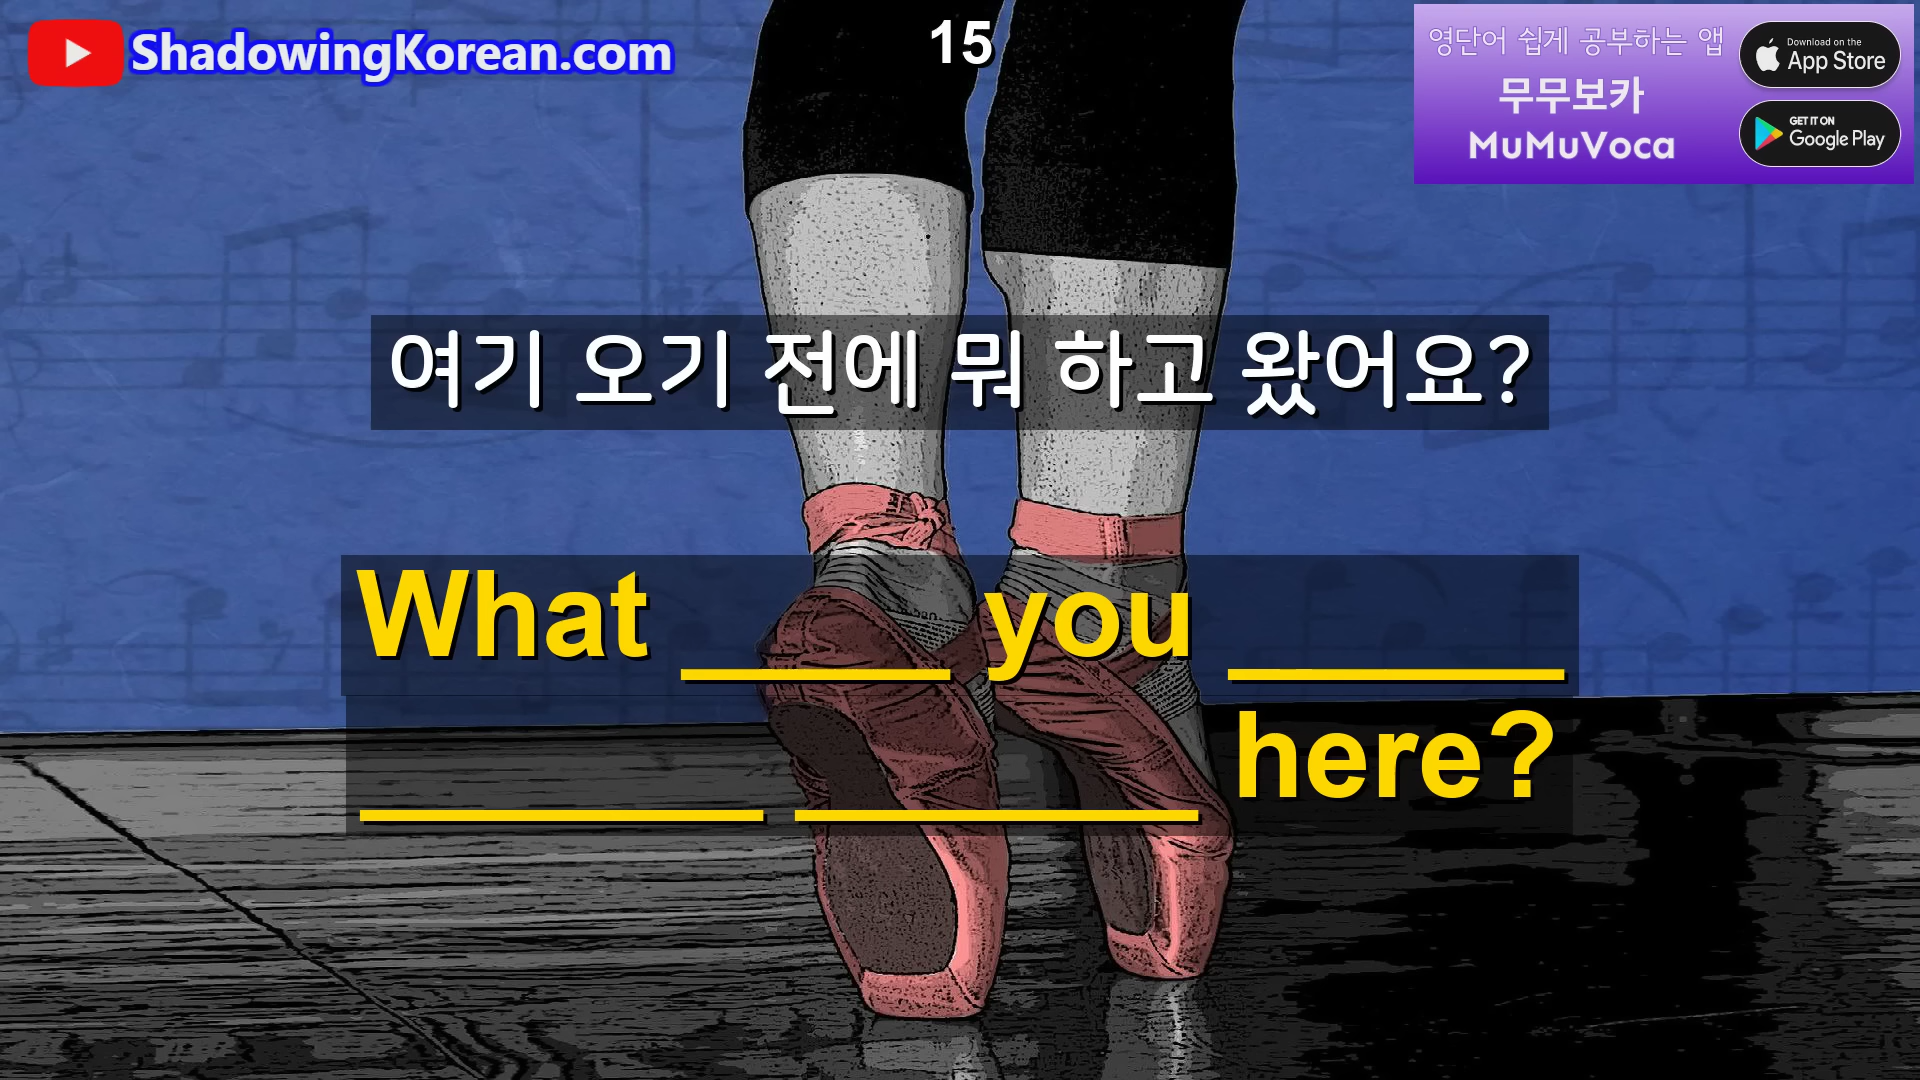 ShadowingKorean.com
15
영단어 쉽게 공부하는 앱
무무보카
MuMuVoca
Download on the
App Store
GET IT ON
Google Play
여기 오기 전에 뭐 하고 왔어요?
What ____ you _____
______ ______ here?